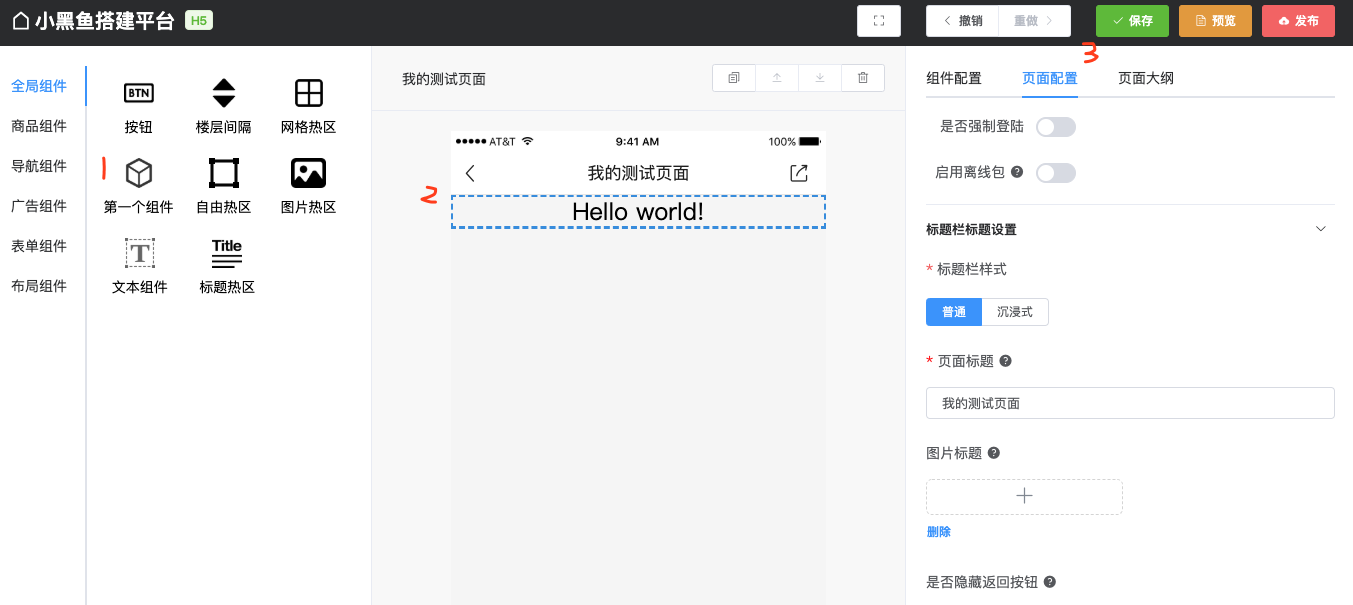 小黑鱼搭建平台 H5
撤销 重做 保存 预览 发布
全局组件
商品组件
导航组件
广告组件
表单组件
布局组件
BTN
按钮 楼层间隔 网格热区
1
第一个组件 自由热区 图片热区
T Title
文本组件 标题热区
我的测试页面
AT&T 9:41 AM 100%
我的测试页面
2
Hello world!
3
组件配置 页面配置 页面大纲
是否强制登陆
启用离线包 ?
标题栏标题设置
* 标题栏样式
普通 沉浸式
* 页面标题 ?
我的测试页面
图片标题 ?
删除
是否隐藏返回按钮 ?